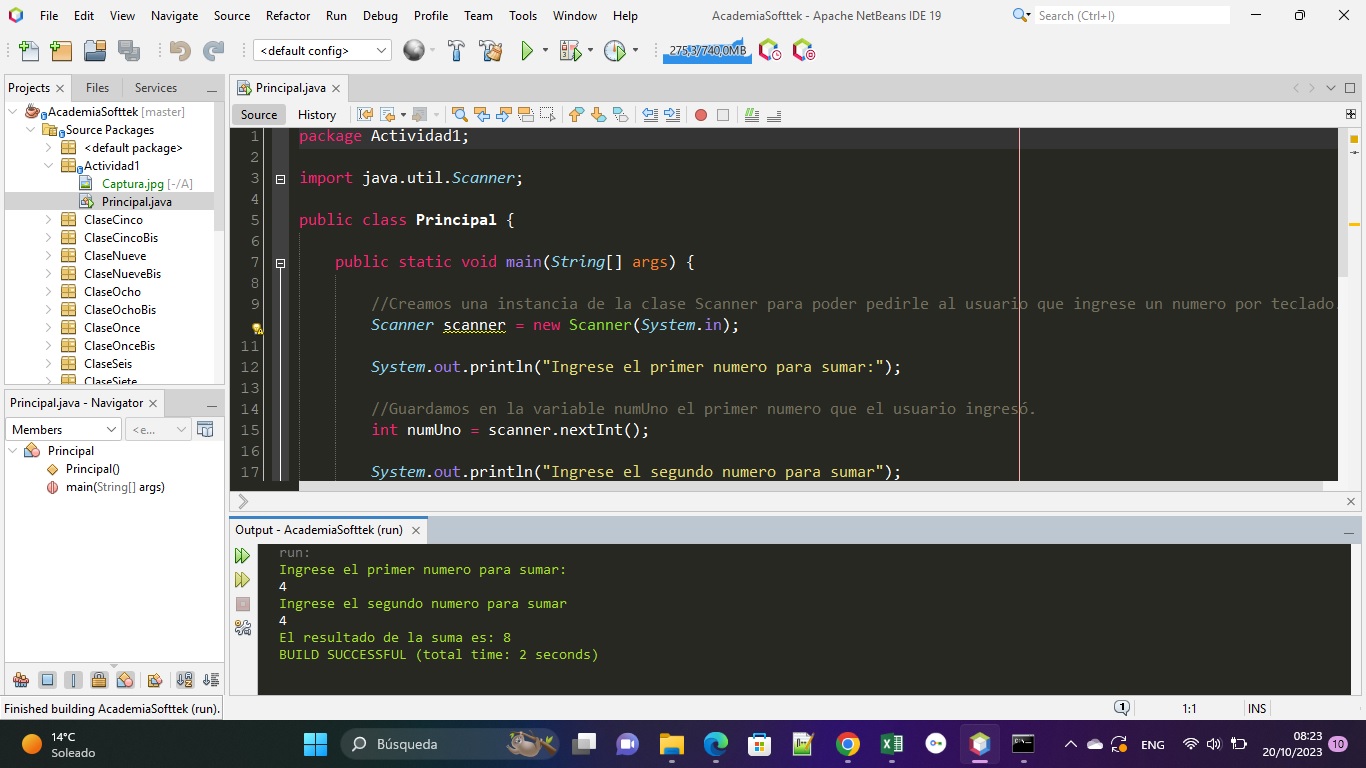 File Edit View Navigate Source Refactor Run Debug Profile Team Tools Window Help AcademiaSofttek - Apache NetBeans IDE 19 Search (Ctrl+I)
<default config> 275,3/740,0MB
Projects Files Services
AcademiaSofttek [master]
Source Packages
<default package>
Actividad1
Captura.jpg [-/A]
Principal.java
ClaseCinco
ClaseCincoBis
ClaseNueve
ClaseNueveBis
ClaseOcho
ClaseOchoBis
ClaseOnce
ClaseOnceBis
ClaseSeis
ClaseSiete
Principal.java - Navigator
Members <e...
Principal
Principal()
main(String[] args)
Principal.java
Source History
1 package Actividad1;
2
3 import java.util.Scanner;
4
5 public class Principal {
6
7 public static void main(String[] args) {
8
9 //Creamos una instancia de la clase Scanner para poder pedirle al usuario que ingrese un numero por teclado.
Scanner scanner = new Scanner(System.in);
11
12 System.out.println("Ingrese el primer numero para sumar:");
13
14 //Guardamos en la variable numUno el primer numero que el usuario ingresó.
15 int numUno = scanner.nextInt();
16
17 System.out.println("Ingrese el segundo numero para sumar");
Output - AcademiaSofttek (run)
run:
Ingrese el primer numero para sumar:
4
Ingrese el segundo numero para sumar
4
El resultado de la suma es: 8
BUILD SUCCESSFUL (total time: 2 seconds)
Finished building AcademiaSofttek (run). 1 1:1 INS
14°C
Soleado
Búsqueda
ENG
08:23
20/10/2023
10